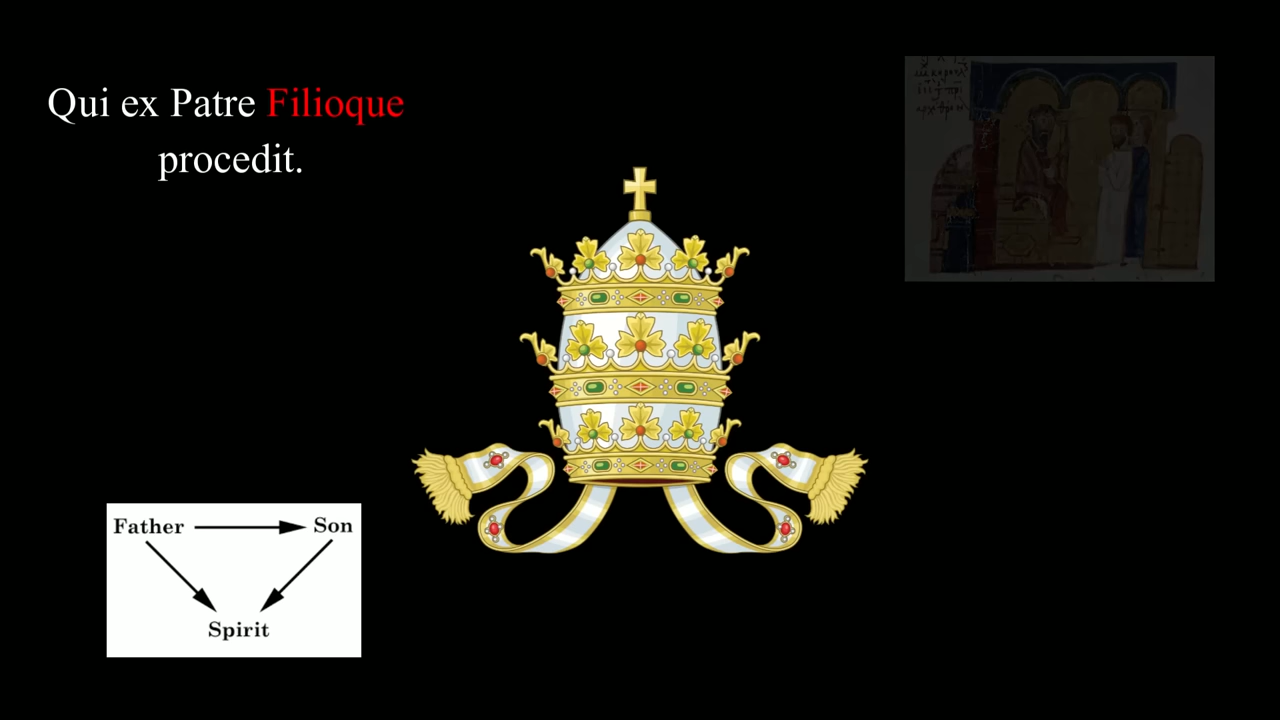 Qui ex Patre Filioque
procedit.
Father
Son
Spirit